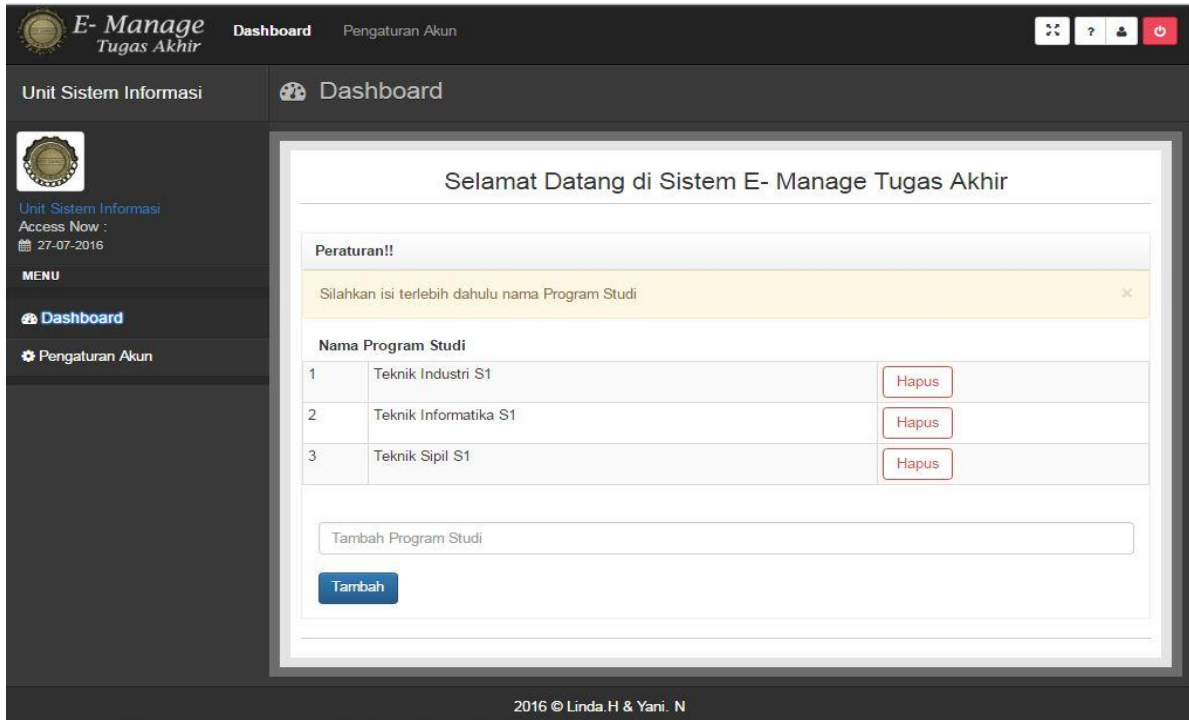 E- Manage
Tugas Akhir
Dashboard Pengaturan Akun
?
Unit Sistem Informasi
Dashboard
Unit Sistem Informasi
Access Now :
27-07-2016
MENU
Dashboard
Pengaturan Akun
Selamat Datang di Sistem E- Manage Tugas Akhir
Peraturan!!
Silahkan isi terlebih dahulu nama Program Studi ×
Nama Program Studi
1 Teknik Industri S1 Hapus
2 Teknik Informatika S1 Hapus
3 Teknik Sipil S1 Hapus
Tambah Program Studi
Tambah
2016 © Linda.H & Yani. N